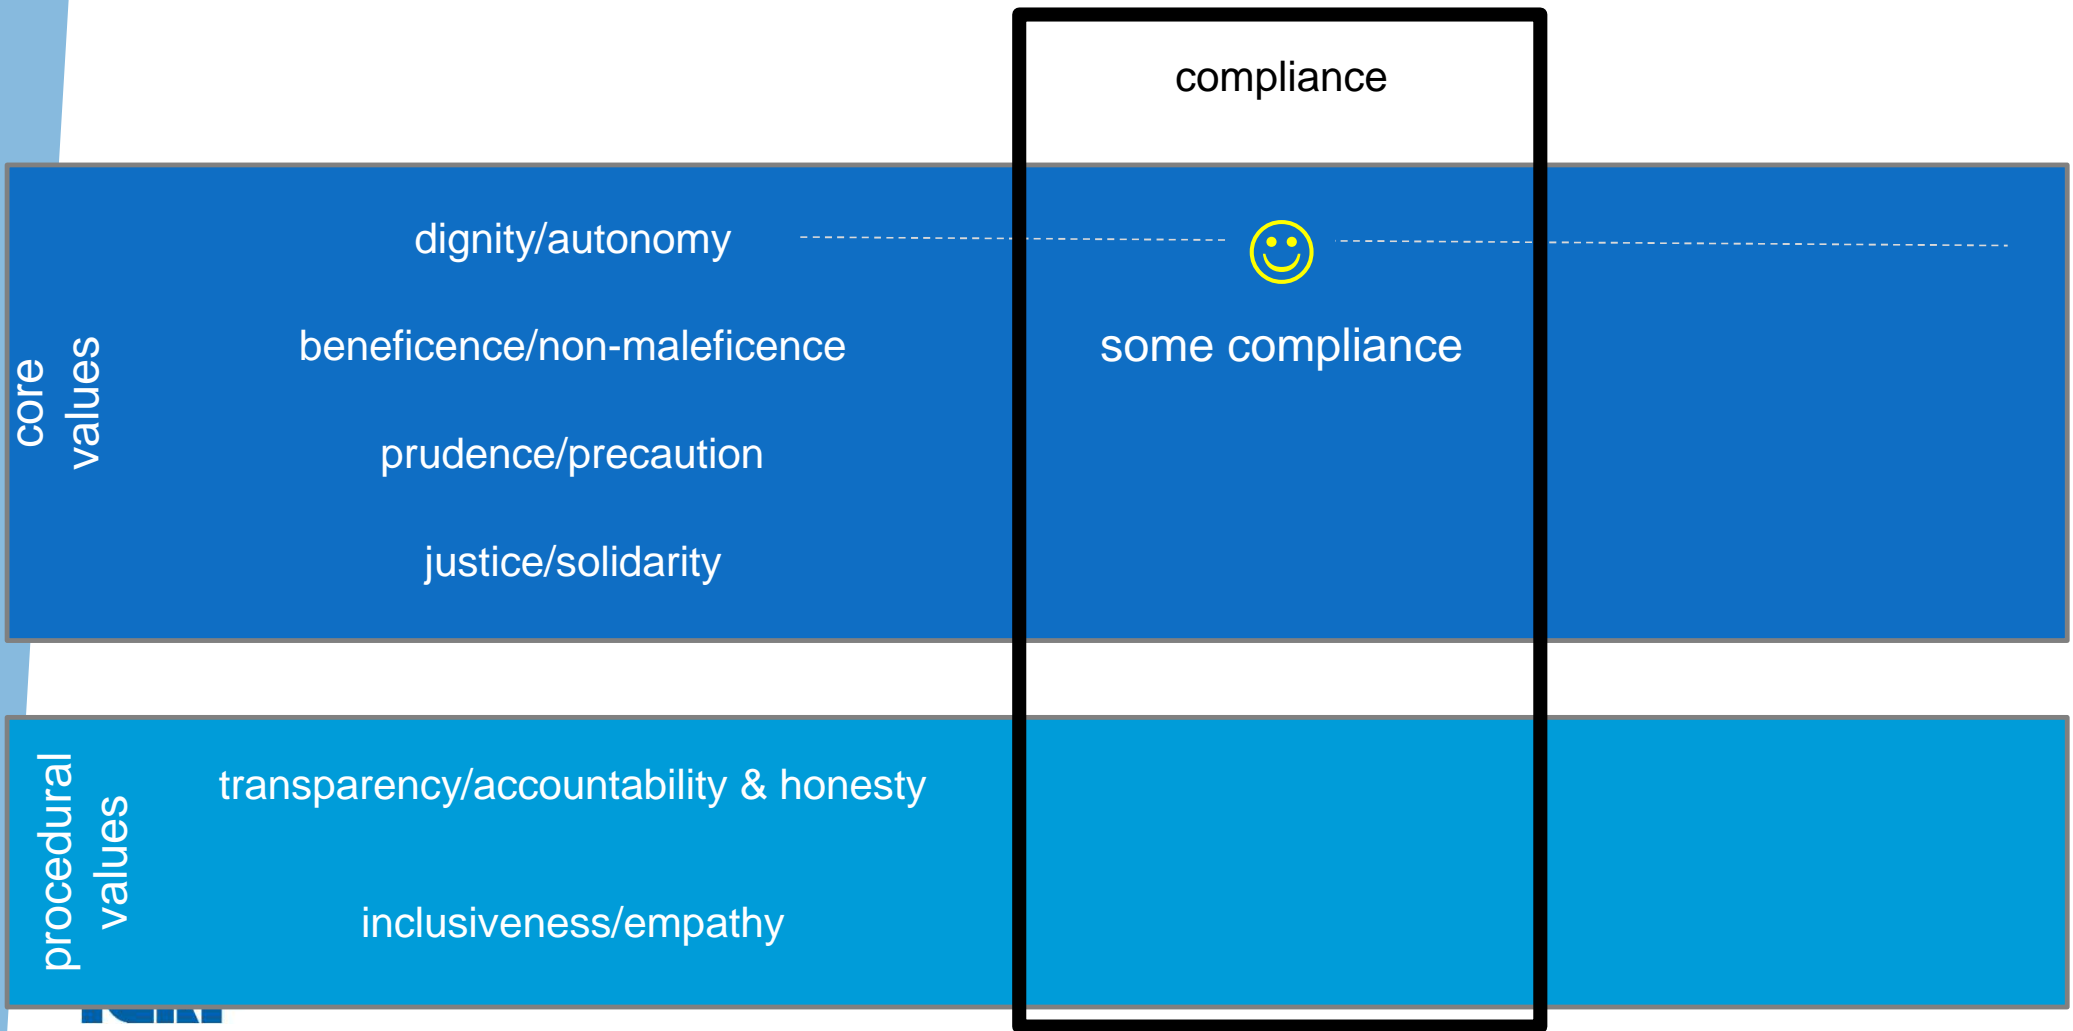 compliance
core
values
dignity/autonomy
beneficence/non-maleficence
some compliance
prudence/precaution
justice/solidarity
procedural
values
transparency/accountability & honesty
inclusiveness/empathy